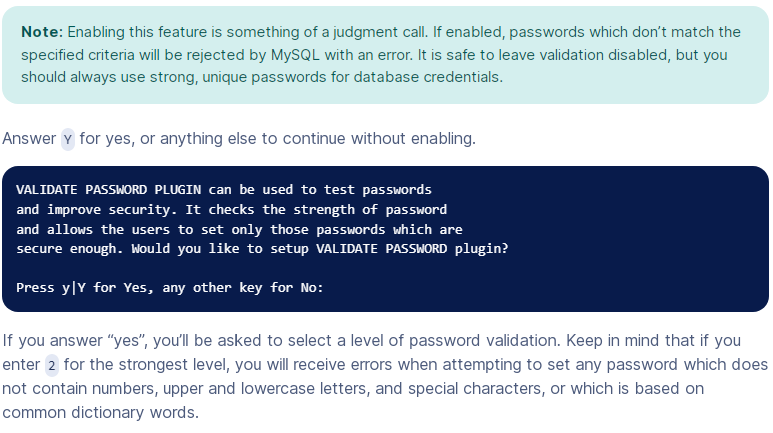 Note: Enabling this feature is something of a judgment call. If enabled, passwords which don’t match the
specified criteria will be rejected by MySQL with an error. It is safe to leave validation disabled, but you
should always use strong, unique passwords for database credentials.
Answer Y for yes, or anything else to continue without enabling.
VALIDATE PASSWORD PLUGIN can be used to test passwords
and improve security. It checks the strength of password
and allows the users to set only those passwords which are
secure enough. Would you like to setup VALIDATE PASSWORD plugin?
Press y|Y for Yes, any other key for No:
If you answer “yes”, you’ll be asked to select a level of password validation. Keep in mind that if you
enter 2 for the strongest level, you will receive errors when attempting to set any password which does
not contain numbers, upper and lowercase letters, and special characters, or which is based on
common dictionary words.